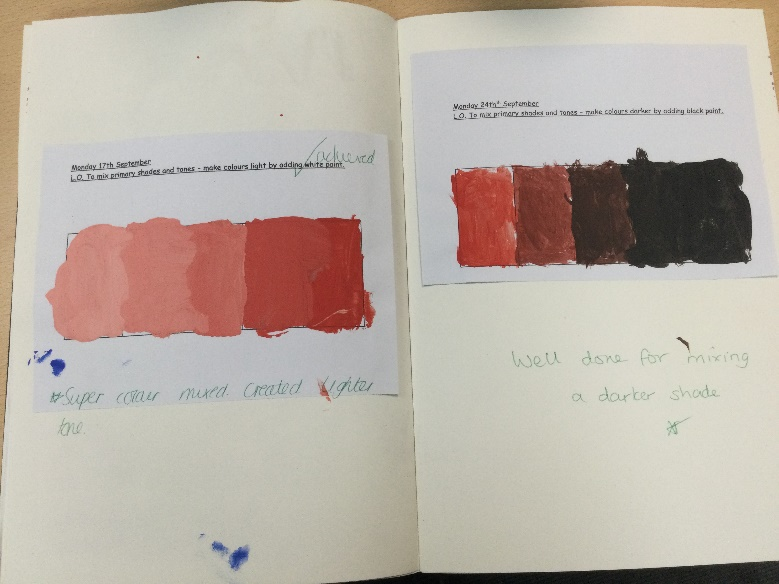 Monday 17th September
L.O. To mix primary shades and tones – make colours light by adding white paint.
achieved
*Super colour mixed. Created lighter
tone.
Monday 24thth September
L.O. To mix primary shades and tones – make colours darker by adding black paint.
Well done for mixing
a darker shade